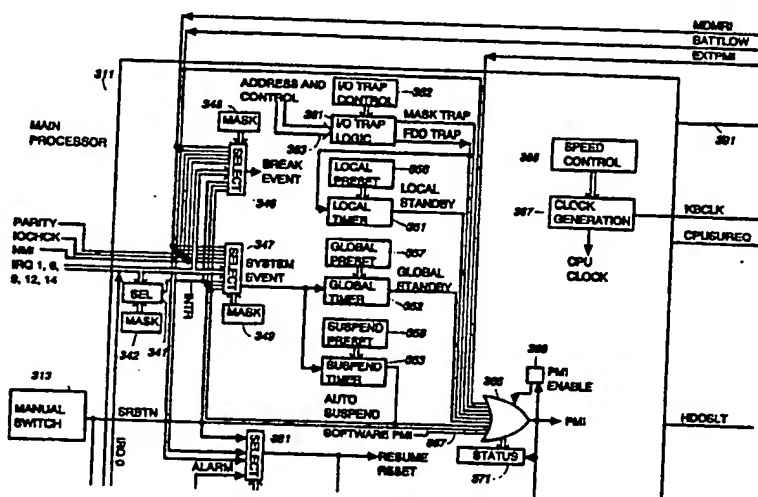 MDMRI
BATTLOW
EXTPMI
311
MAIN
PROCESSOR
ADDRESS AND
CONTROL
I/O TRAP
CONTROL
362
361
I/O TRAP
LOGIC
363
MASK TRAP
FDD TRAP
348
MASK
SELECT
BREAK
EVENT
346
LOCAL
PRESET
356
LOCAL
STANDBY
LOCAL
TIMER
351
368
SPEED
CONTROL
391
367
CLOCK
GENERATION
KBCLK
CPUSUREQ
CPU
CLOCK
PARITY
IOCHCK
NMI
IRQ 1, 6,
8, 12, 14
347
SELECT
SYSTEM
EVENT
GLOBAL
PRESET
357
GLOBAL
STANDBY
GLOBAL
TIMER
352
SEL
MASK
342
341
INTR
MASK
349
SUSPEND
PRESET
358
SUSPEND
TIMER
353
AUTO
SUSPEND
313
MANUAL
SWITCH
SRBTN
SOFTWARE PMI
366
PMI
ENABLE
PMI
HDDSLT
IRQ 0
ALARM
SELECT
RESUME
RESET
STATUS
371